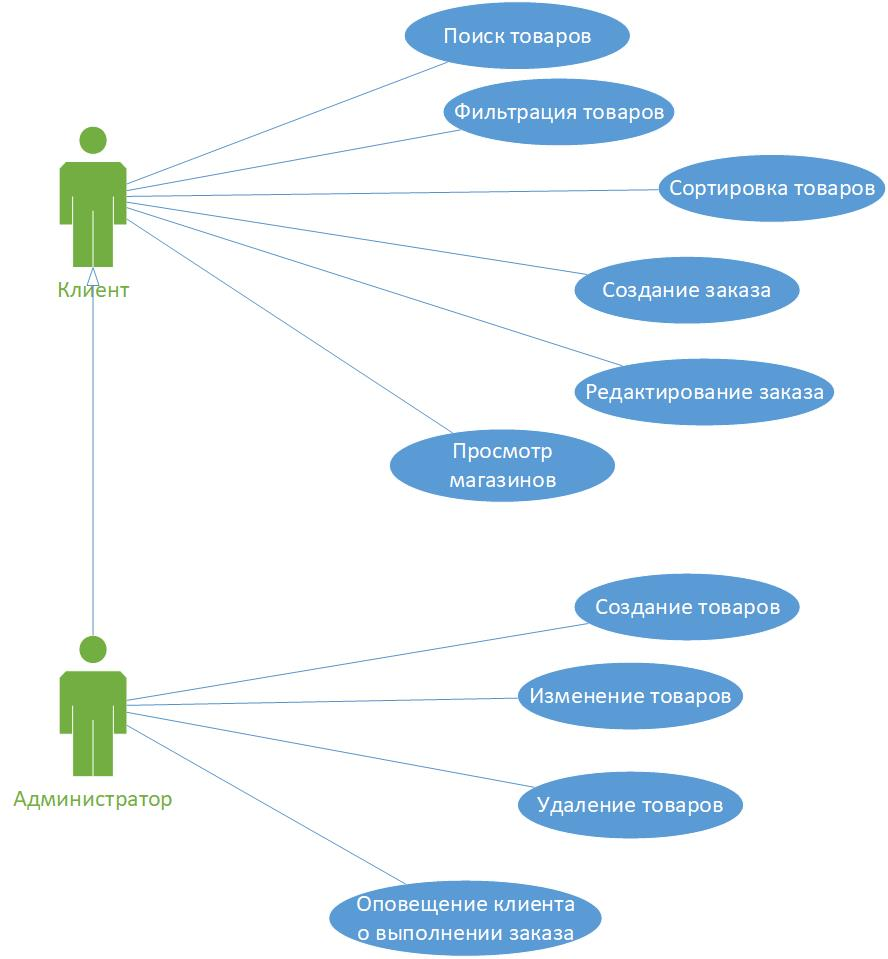 Поиск товаров
Фильтрация товаров
Сортировка товаров
Клиент
Создание заказа
Редактирование заказа
Просмотр
магазинов
Создание товаров
Изменение товаров
Администратор
Удаление товаров
Оповещение клиента
о выполнении заказа